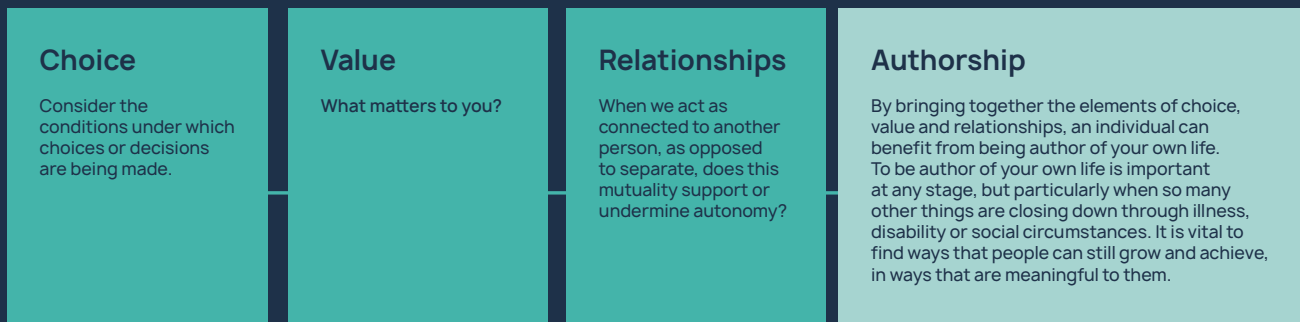 Choice
Consider the
conditions under which
choices or decisions
are being made.
Value
What matters to you?
Relationships
When we act as
connected to another
person, as opposed
to separate, does this
mutuality support or
undermine autonomy?
Authorship
By bringing together the elements of choice,
value and relationships, an individual can
benefit from being author of your own life.
To be author of your own life is important
at any stage, but particularly when so many
other things are closing down through illness,
disability or social circumstances. It is vital to
find ways that people can still grow and achieve,
in ways that are meaningful to them.